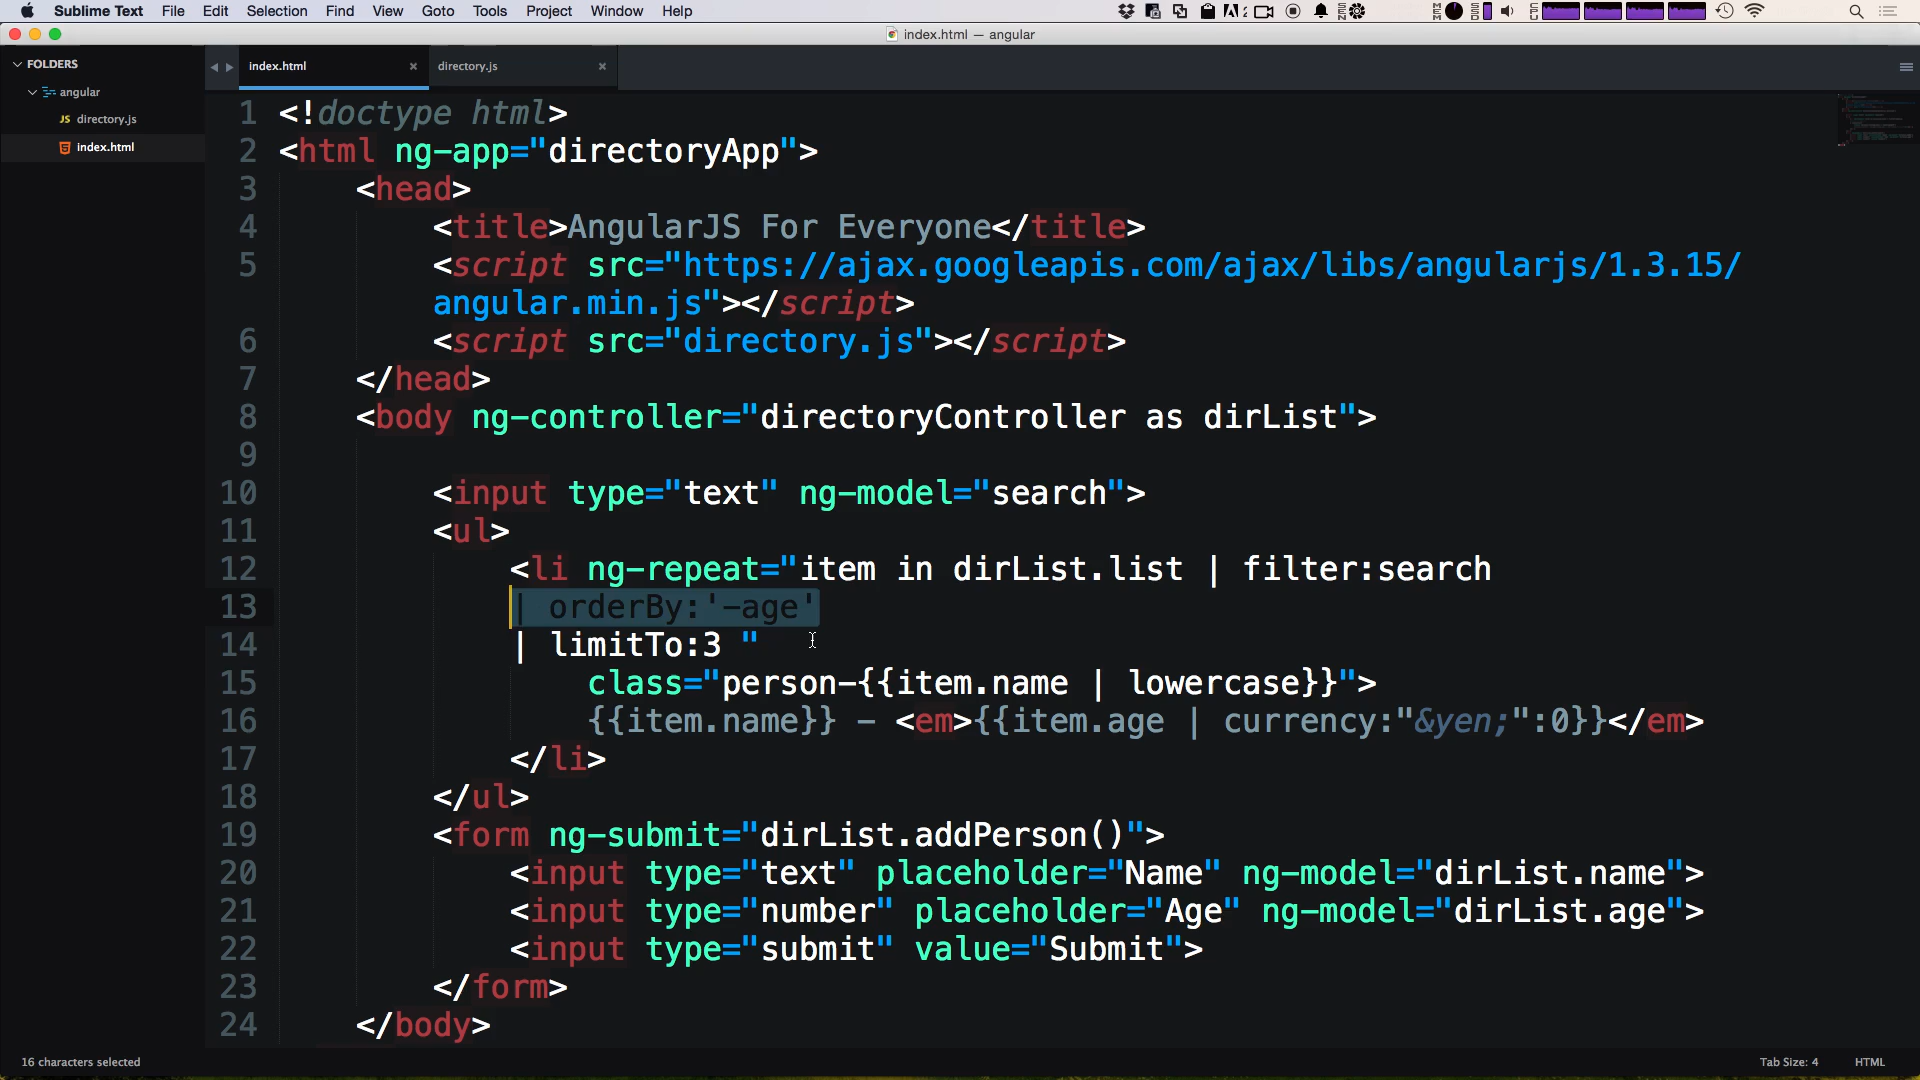 Sublime Text File Edit Selection Find View Goto Tools Project Window Help
index.html — angular
FOLDERS
angular
JS directory.js
index.html
index.html ×
directory.js ×
1 <!doctype html>
2 <html ng-app="directoryApp">
3 <head>
4 <title>AngularJS For Everyone</title>
5 <script src="https://ajax.googleapis.com/ajax/libs/angularjs/1.3.15/
angular.min.js"></script>
6 <script src="directory.js"></script>
7 </head>
8 <body ng-controller="directoryController as dirList">
9
10 <input type="text" ng-model="search">
11 <ul>
12 <li ng-repeat="item in dirList.list | filter:search
13 | orderBy:'-age'
14 | limitTo:3 "
15 class="person-{{item.name | lowercase}}">
16 {{item.name}} - <em>{{item.age | currency:"&yen;":0}}</em>
17 </li>
18 </ul>
19 <form ng-submit="dirList.addPerson()">
20 <input type="text" placeholder="Name" ng-model="dirList.name">
21 <input type="number" placeholder="Age" ng-model="dirList.age">
22 <input type="submit" value="Submit">
23 </form>
24 </body>
16 characters selected
Tab Size: 4
HTML